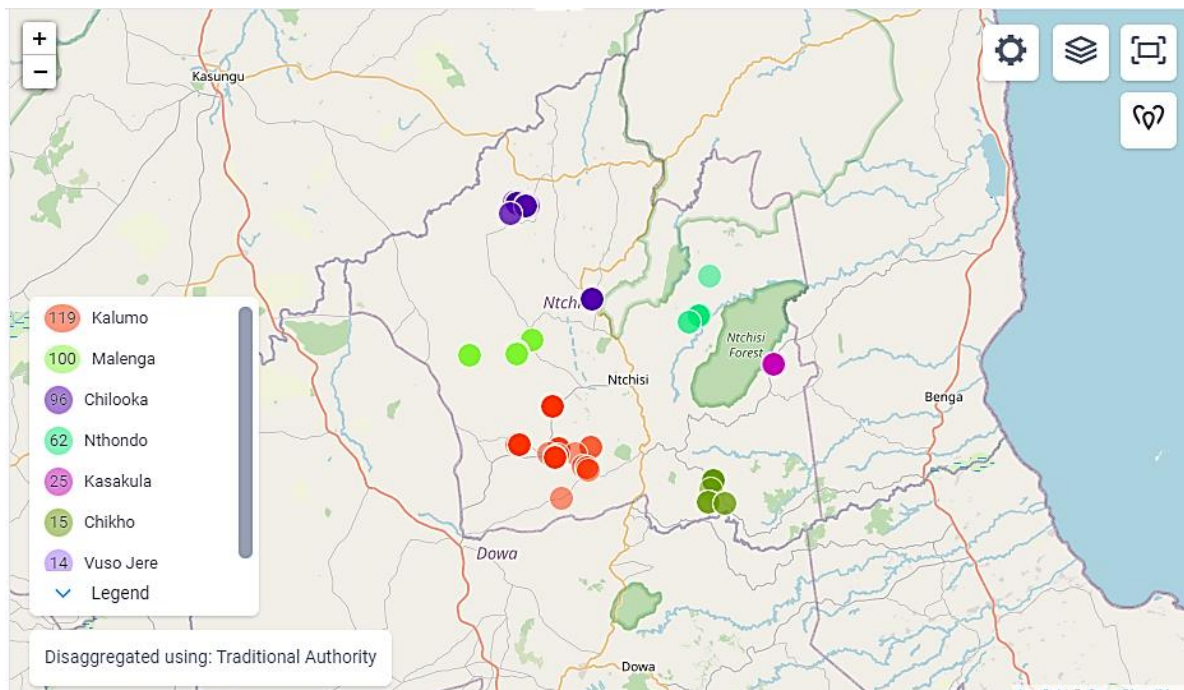 +
−
Kasungu
Ntchi
Ntchisi
Forest
Ntchisi
Benga
Dowa
Dowa
119 Kalumo
100 Malenga
96 Chilooka
62 Nthondo
25 Kasakula
15 Chikho
14 Vuso Jere
Legend
Disaggregated using: Traditional Authority